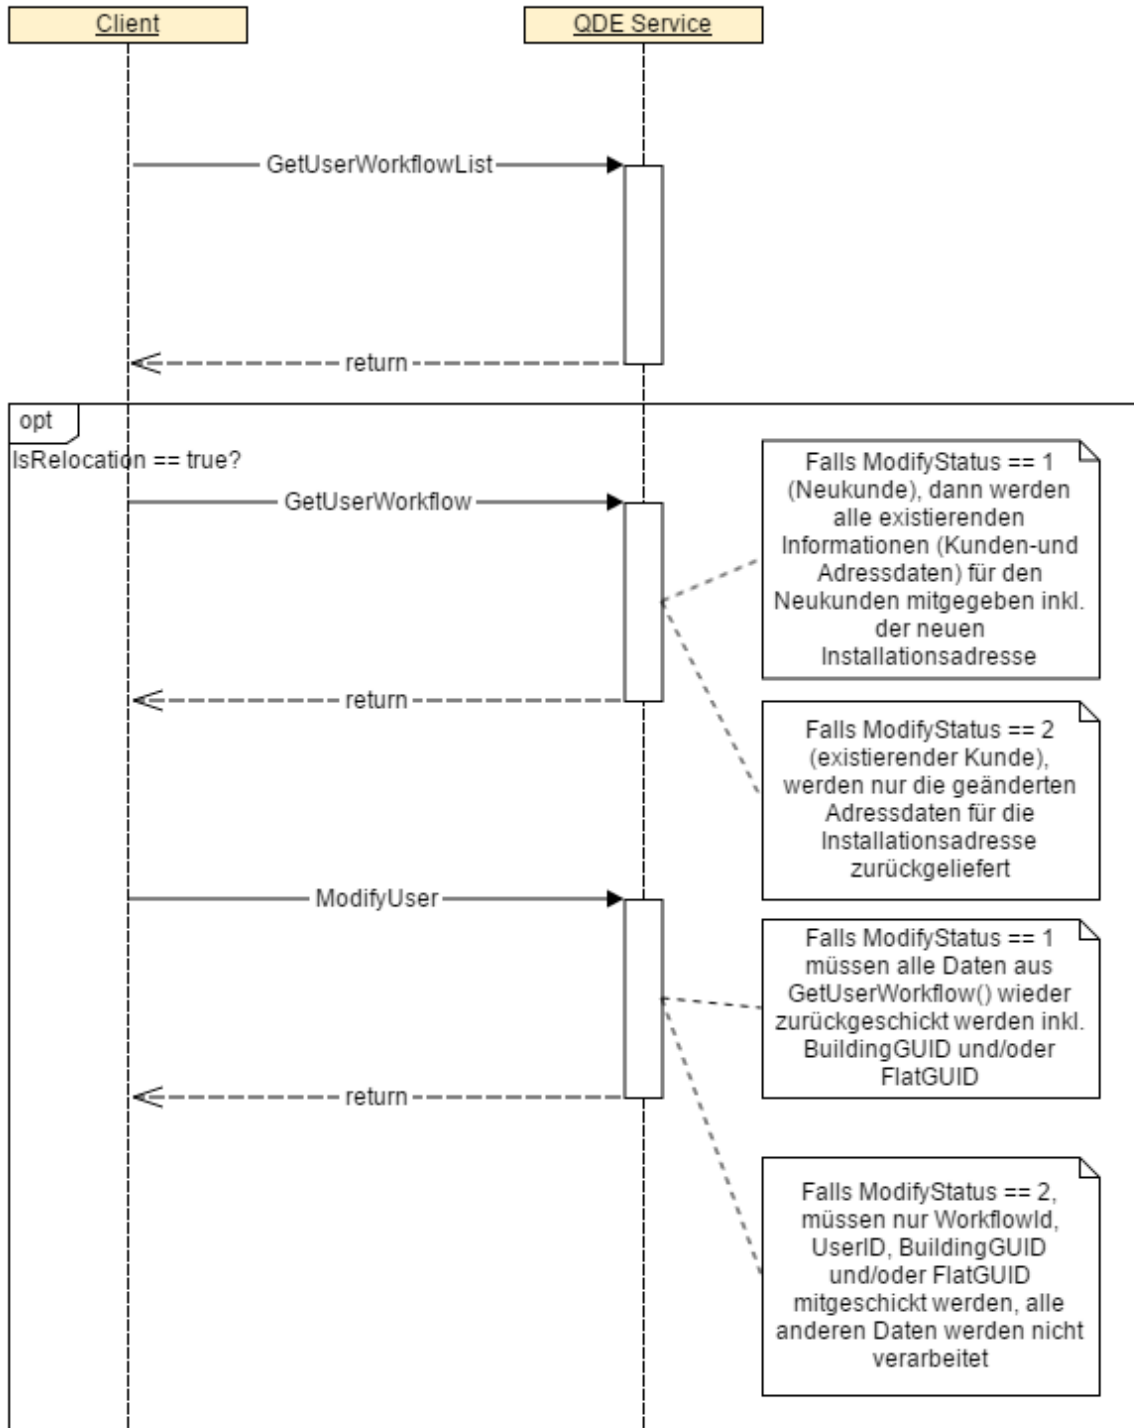 Client
QDE Service
GetUserWorkflowList
return
opt
IsRelocation == true?
GetUserWorkflow
Falls ModifyStatus == 1
(Neukunde), dann werden
alle existierenden
Informationen (Kunden-und
Adressdaten) für den
Neukunden mitgegeben inkl.
der neuen
Installationsadresse
return
Falls ModifyStatus == 2
(existierender Kunde),
werden nur die geänderten
Adressdaten für die
Installationsadresse
zurückgeliefert
ModifyUser
Falls ModifyStatus == 1
müssen alle Daten aus
GetUserWorkflow() wieder
zurückgeschickt werden inkl.
BuildingGUID und/oder
FlatGUID
return
Falls ModifyStatus == 2,
müssen nur WorkflowId,
UserID, BuildingGUID
und/oder FlatGUID
mitgeschickt werden, alle
anderen Daten werden nicht
verarbeitet